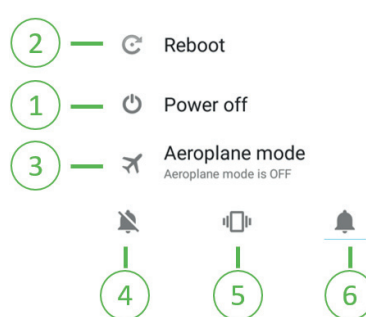 2 Reboot
1 Power off
3 Aeroplane mode
Aeroplane mode is OFF
4 5 6